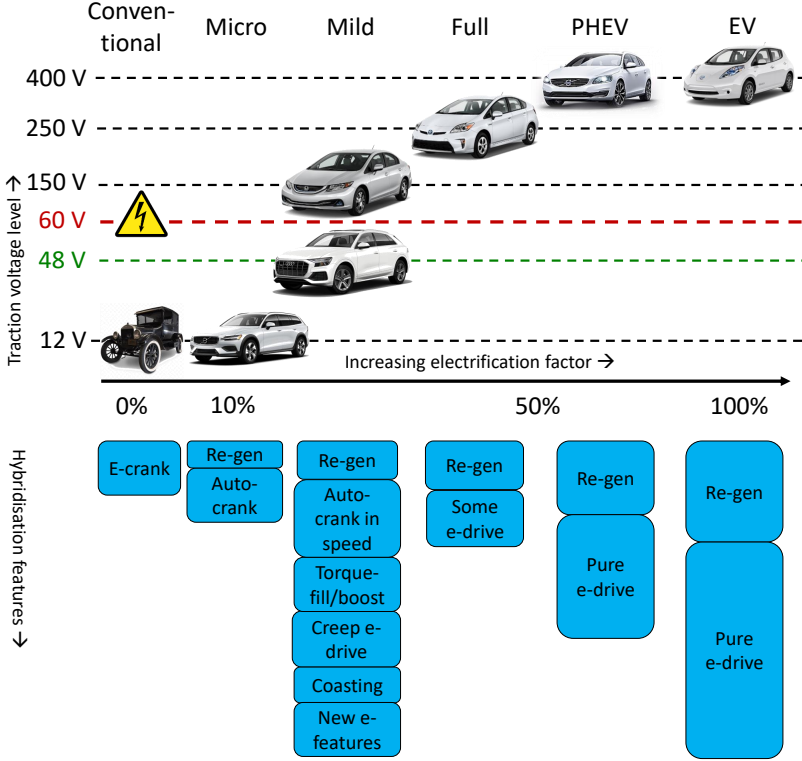 Conven-
tional
Micro
Mild
Full
PHEV
EV
400 V
250 V
150 V
60 V
48 V
12 V
Traction voltage level →
Increasing electrification factor →
0%
10%
50%
100%
Hybridisation features →
E-crank
Re-gen
Auto-
crank
Re-gen
Auto-
crank in
speed
Torque-
fill/boost
Creep e-
drive
Coasting
New e-
features
Re-gen
Some
e-drive
Re-gen
Pure
e-drive
Re-gen
Pure
e-drive